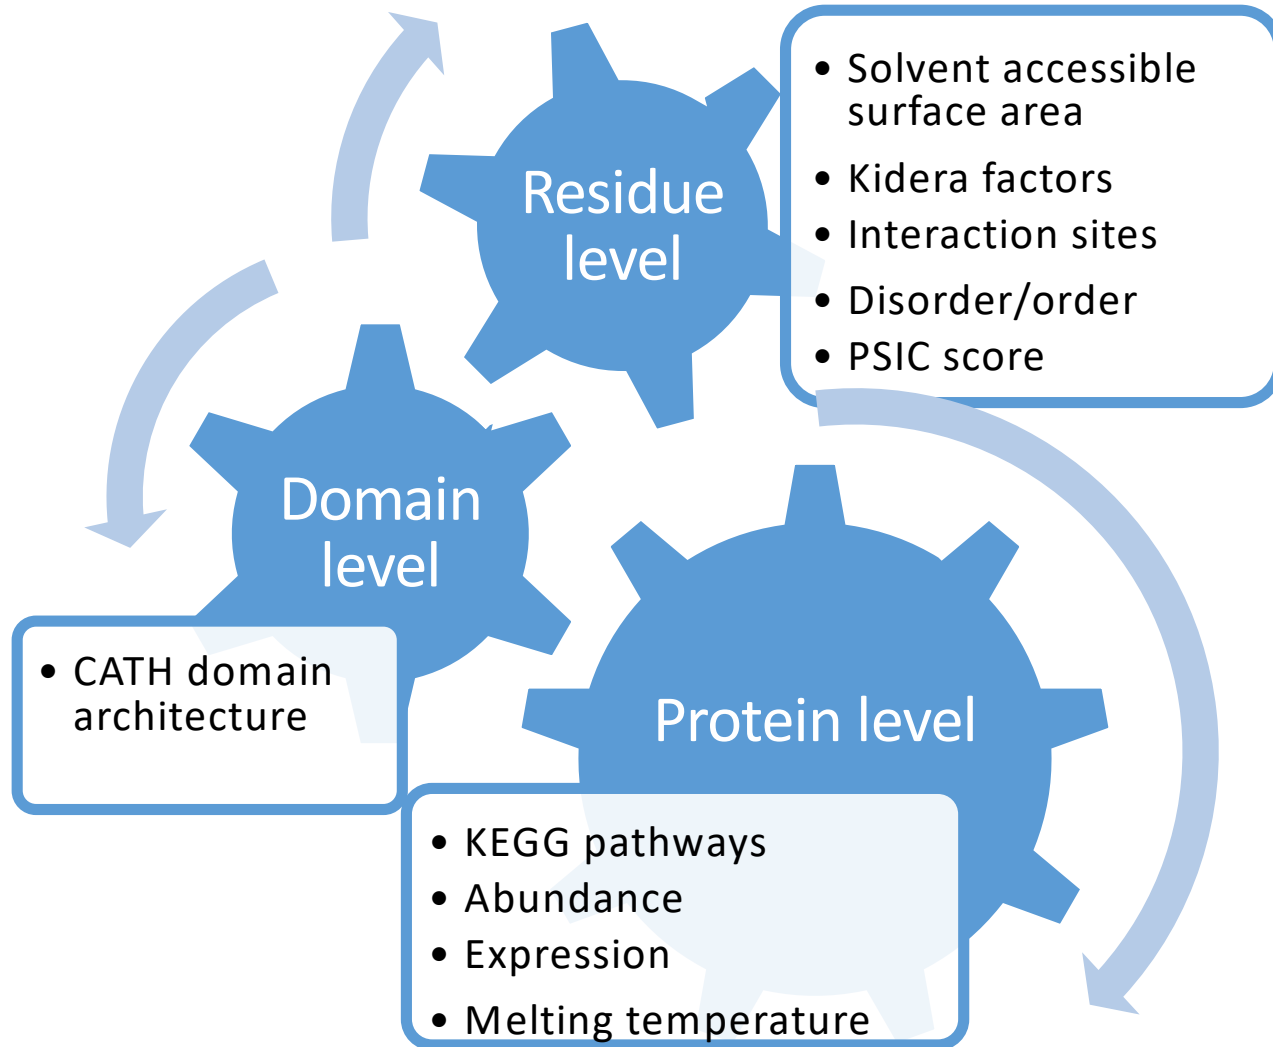 Residue
level
• Solvent accessible
surface area
• Kidera factors
• Interaction sites
• Disorder/order
• PSIC score
Domain
level
• CATH domain
architecture
Protein level
• KEGG pathways
• Abundance
• Expression
• Melting temperature